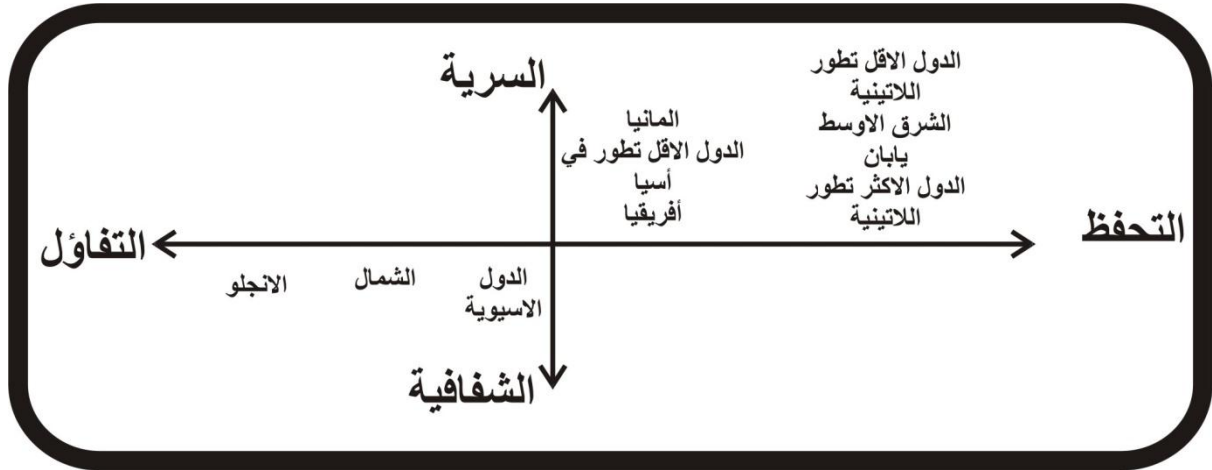 السرية
الدول الاقل تطور
اللاتينية
الشرق الاوسط
يابان
الدول الاكثر تطور
اللاتينية
المانيا
الدول الاقل تطور في
أسيا
أفريقيا
التحفظ
التفاؤل
الدول
الاسيوية
الشمال
الانجلو
الشفافية